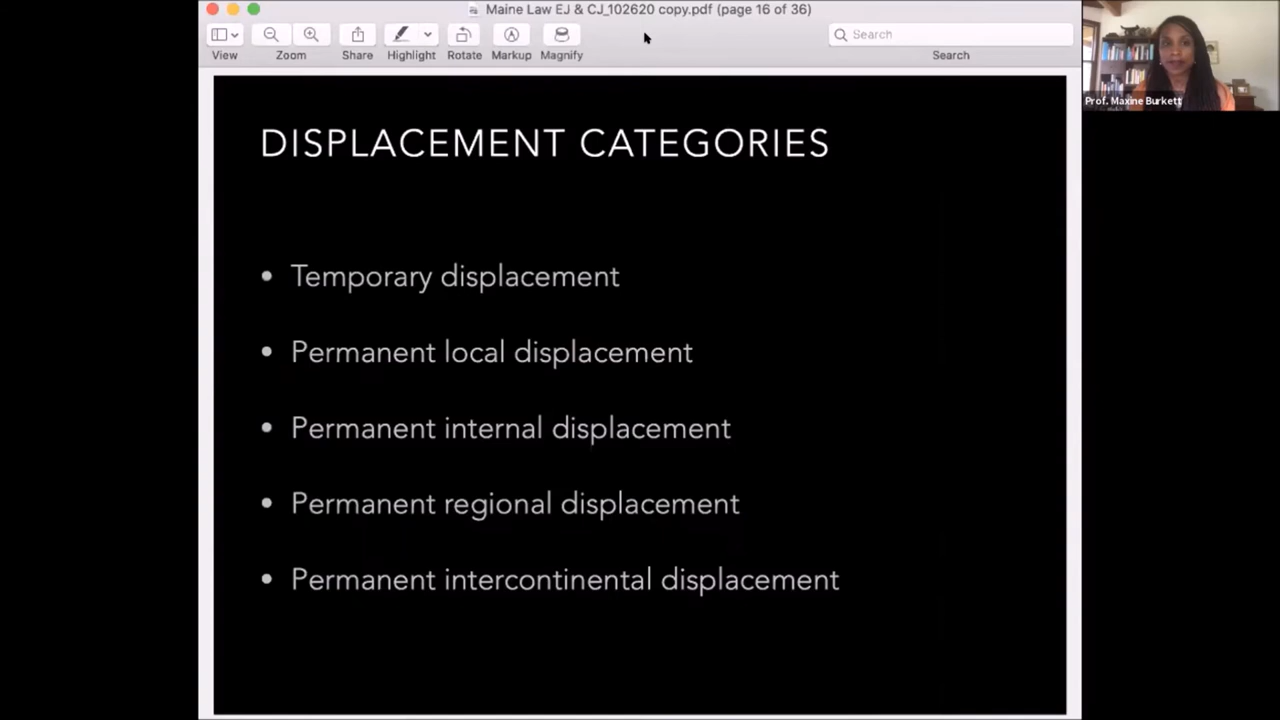 Maine Law EJ & CJ_102620 copy.pdf (page 16 of 36)
Search
View
Zoom
Share
Highlight
Rotate
Markup
Magnify
Search
Prof. Maxine Burkett
DISPLACEMENT CATEGORIES
• Temporary displacement
• Permanent local displacement
• Permanent internal displacement
• Permanent regional displacement
• Permanent intercontinental displacement